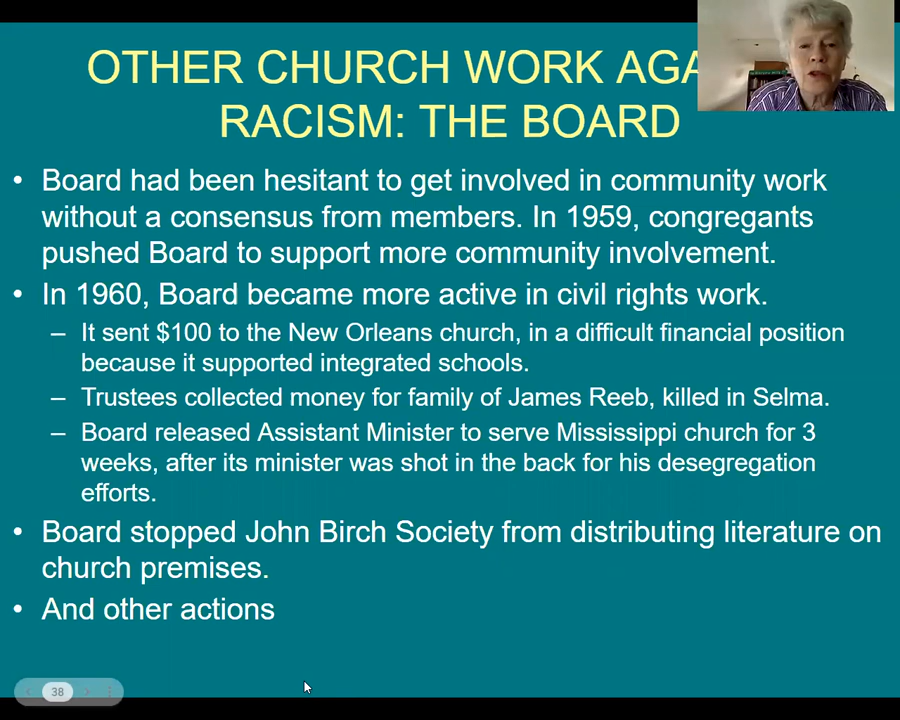 OTHER CHURCH WORK
RACISM: THE BOARD
• Board had been hesitant to get involved in community work
without a consensus from members. In 1959, congregants
pushed Board to support more community involvement.
• In 1960, Board became more active in civil rights work.
– It sent $100 to the New Orleans church, in a difficult financial position
because it supported integrated schools.
– Trustees collected money for family of James Reeb, killed in Selma.
– Board released Assistant Minister to serve Mississippi church for 3
weeks, after its minister was shot in the back for his desegregation
efforts.
• Board stopped John Birch Society from distributing literature on
church premises.
• And other actions
38